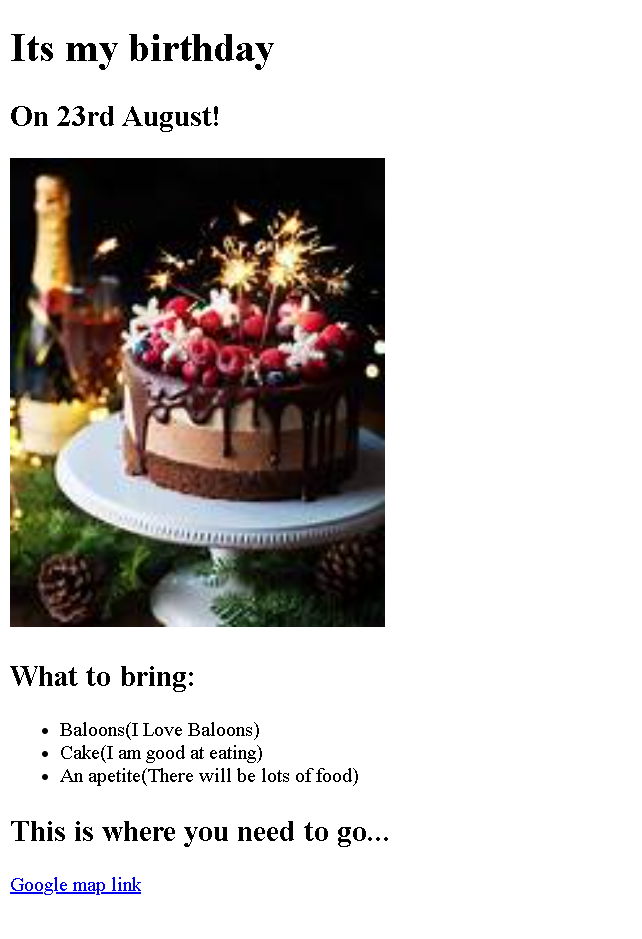 Its my birthday
On 23rd August!
What to bring:
Baloons(I Love Baloons)
Cake(I am good at eating)
An apetite(There will be lots of food)
This is where you need to go...
Google map link